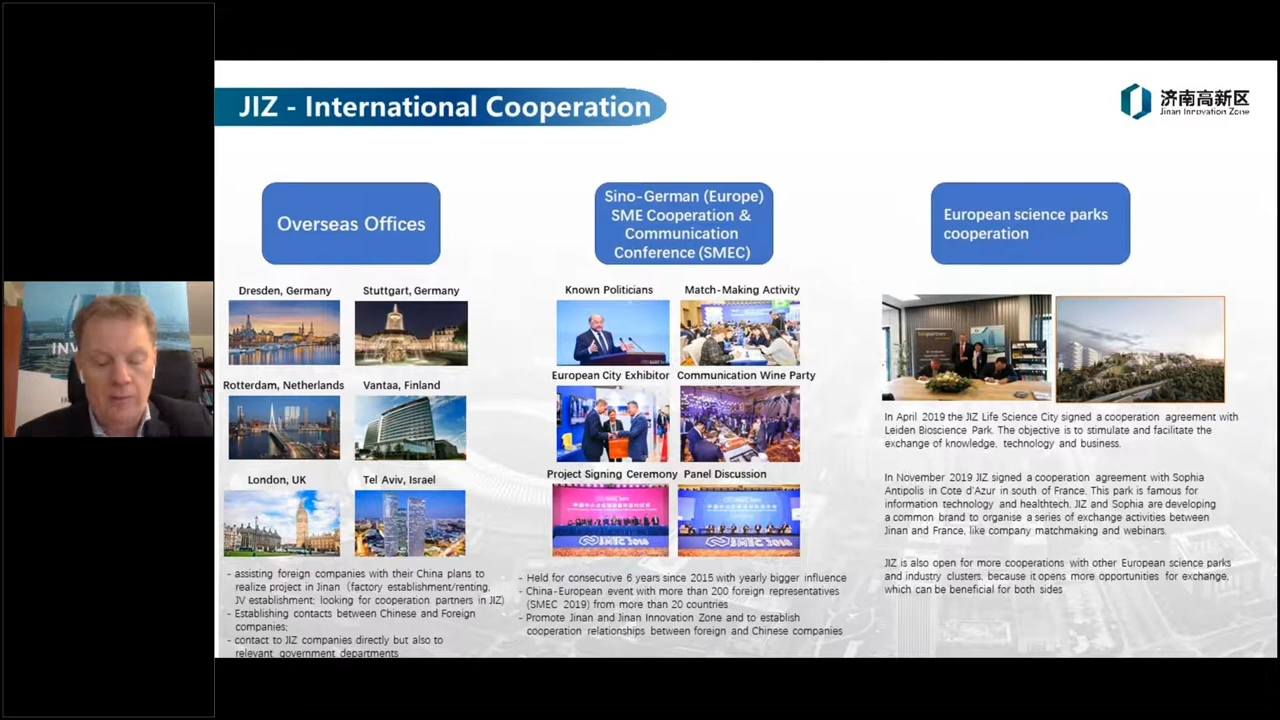 JIZ - International Cooperation
济南高新区
Jinan Innovation Zone
Overseas Offices
Dresden, Germany
Stuttgart, Germany
Rotterdam, Netherlands
Vantaa, Finland
London, UK
Tel Aviv, Israel
- assisting foreign companies with their China plans to
realize project in Jinan (factory establishment/renting,
JV establishment; looking for cooperation partners in JIZ)
- Establishing contacts between Chinese and Foreign
companies;
- contact to JIZ companies directly but also to
relevant government departments
Sino-German (Europe)
SME Cooperation &
Communication
Conference (SMEC)
Known Politicians
Match-Making Activity
European City Exhibitor
Communication Wine Party
Project Signing Ceremony
Panel Discussion
SMEC 2018
SMEC 2018
- Held for consecutive 6 years since 2015 with yearly bigger influence
- China-European event with more than 200 foreign representatives
(SMEC 2019) from more than 20 countries
- Promote Jinan and Jinan Innovation Zone and to establish
cooperation relationships between foreign and Chinese companies
European science parks
cooperation
In April 2019 the JIZ Life Science City signed a cooperation agreement with
Leiden Bioscience Park. The objective is to stimulate and facilitate the
exchange of knowledge, technology and business.
In November 2019 JIZ signed a cooperation agreement with Sophia
Antipolis in Cote d'Azur in south of France. This park is famous for
information technology and healthtech. JIZ and Sophia are developing
a common brand to organise a series of exchange activities between
Jinan and France, like company matchmaking and webinars.
JIZ is also open for more cooperations with other European science parks
and industry clusters, because it opens more opportunities for exchange,
which can be beneficial for both sides